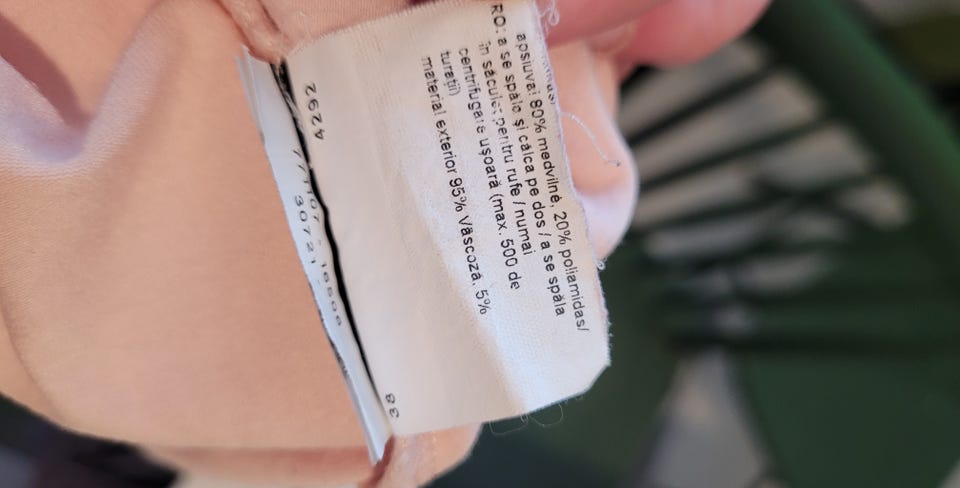 apsiuvai 80% medvilnė, 20% poliamidas/
RO: a se spăla și călca pe dos / a se spăla
în săculeț pentru rufe / numai
centrifugare ușoară (max. 500 de
turații)
material exterior 95% Vâscoză, 5%
4292
38